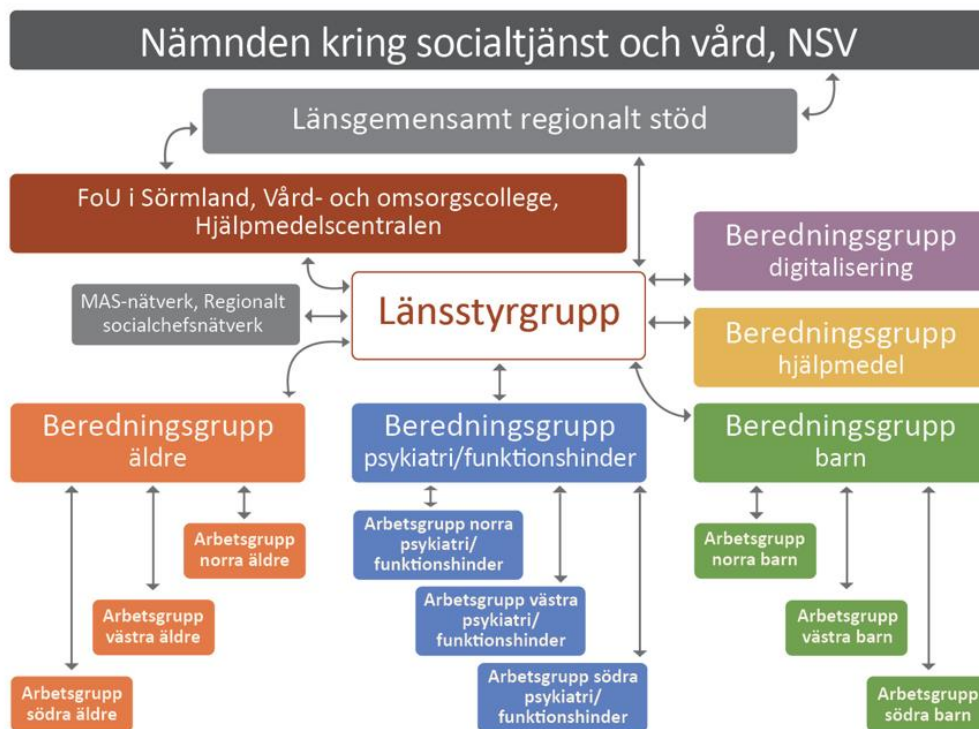 Nämnden kring socialtjänst och vård, NSV
Länsgemensamt regionalt stöd
FoU i Sörmland, Vård- och omsorgscollege,
Hjälpmedelscentralen
Beredningsgrupp
digitalisering
MAS-nätverk, Regionalt
socialchefsnätverk
Länsstyrgrupp
Beredningsgrupp
hjälpmedel
Beredningsgrupp
äldre
Beredningsgrupp
psykiatri/funktionshinder
Beredningsgrupp
barn
Arbetsgrupp
norra äldre
Arbetsgrupp
västra äldre
Arbetsgrupp
södra äldre
Arbetsgrupp norra
psykiatri/
funktionshinder
Arbetsgrupp västra
psykiatri/
funktionshinder
Arbetsgrupp södra
psykiatri/
funktionshinder
Arbetsgrupp
norra barn
Arbetsgrupp
västra barn
Arbetsgrupp
södra barn